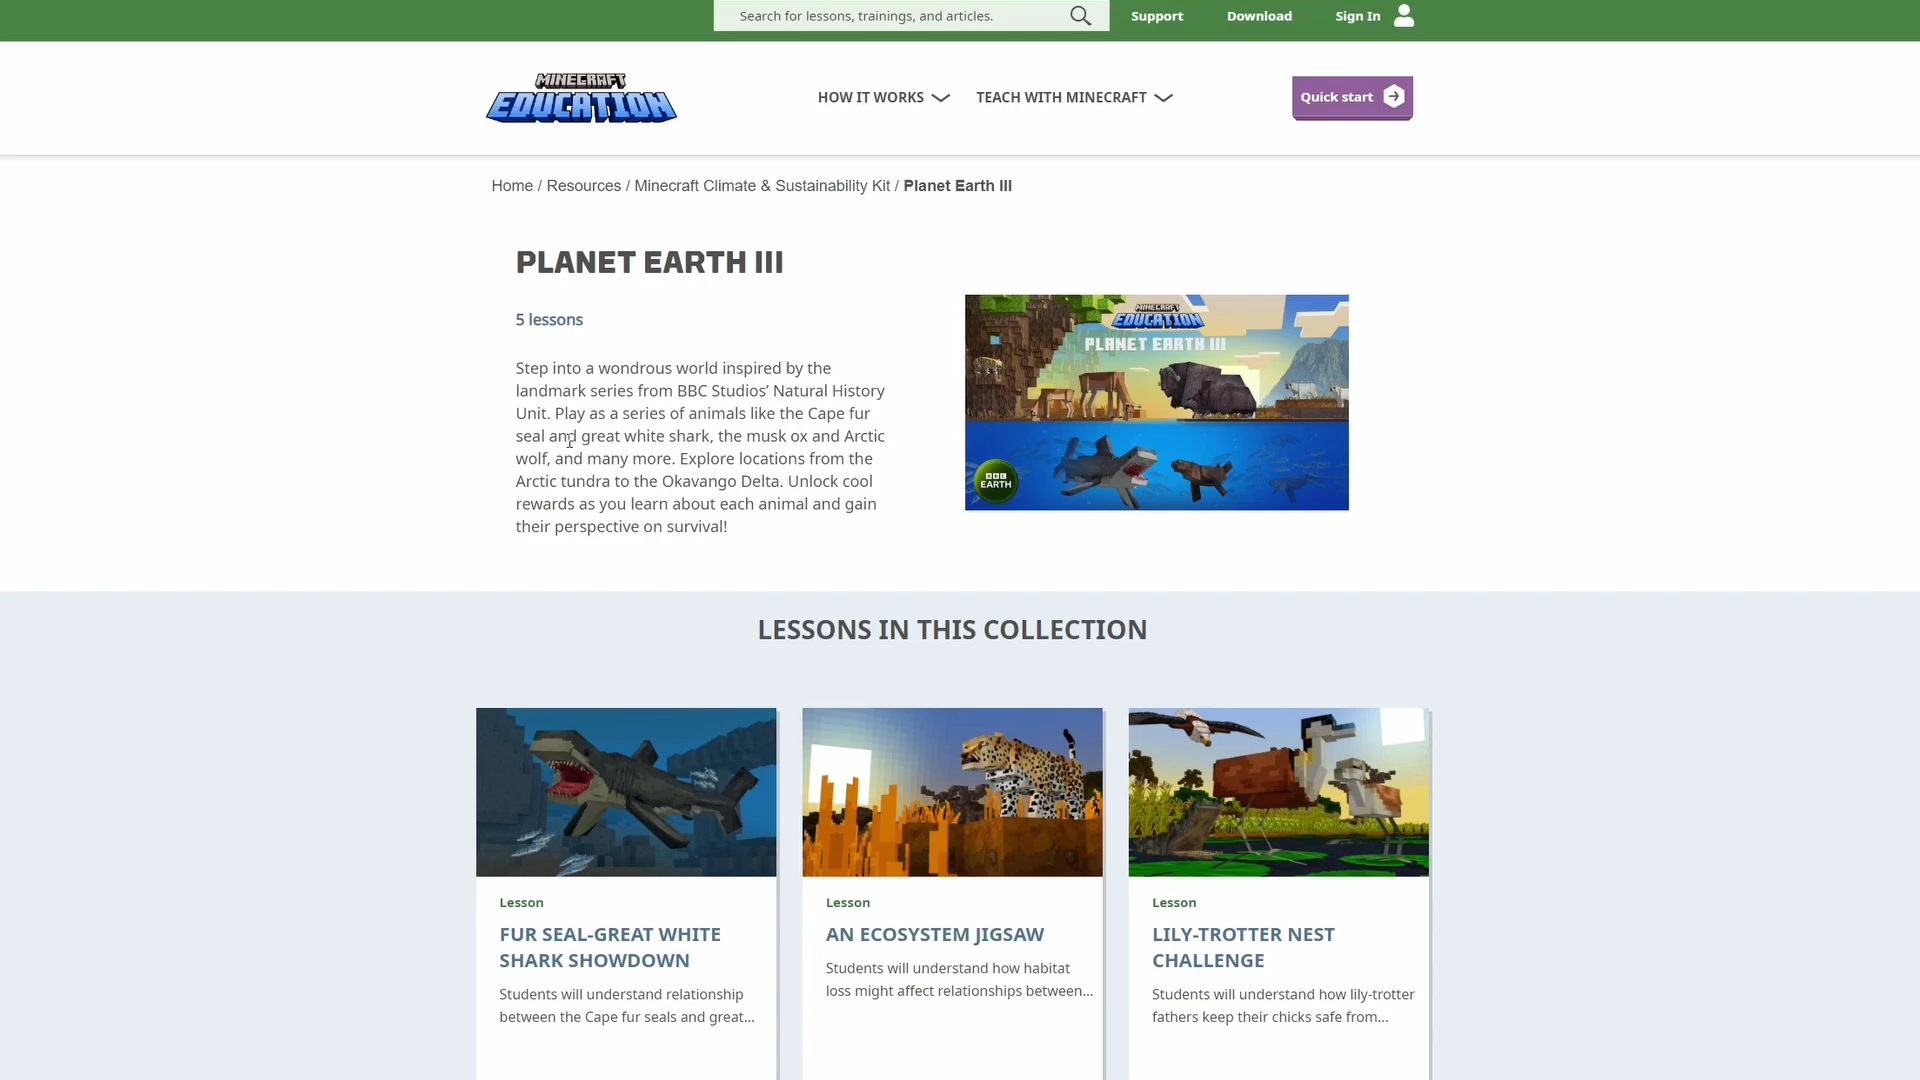 Search for lessons, trainings, and articles.
Support
Download
Sign In
MINECRAFT
EDUCATION
HOW IT WORKS
TEACH WITH MINECRAFT
Quick start
Home / Resources / Minecraft Climate & Sustainability Kit / Planet Earth III
PLANET EARTH III
5 lessons
Step into a wondrous world inspired by the
landmark series from BBC Studios’ Natural History
Unit. Play as a series of animals like the Cape fur
seal and great white shark, the musk ox and Arctic
wolf, and many more. Explore locations from the
Arctic tundra to the Okavango Delta. Unlock cool
rewards as you learn about each animal and gain
their perspective on survival!
MINECRAFT
EDUCATION
PLANET EARTH III
BBC
EARTH
LESSONS IN THIS COLLECTION
Lesson
FUR SEAL-GREAT WHITE
SHARK SHOWDOWN
Students will understand relationship
between the Cape fur seals and great...
Lesson
AN ECOSYSTEM JIGSAW
Students will understand how habitat
loss might affect relationships between...
Lesson
LILY-TROTTER NEST
CHALLENGE
Students will understand how lily-trotter
fathers keep their chicks safe from...